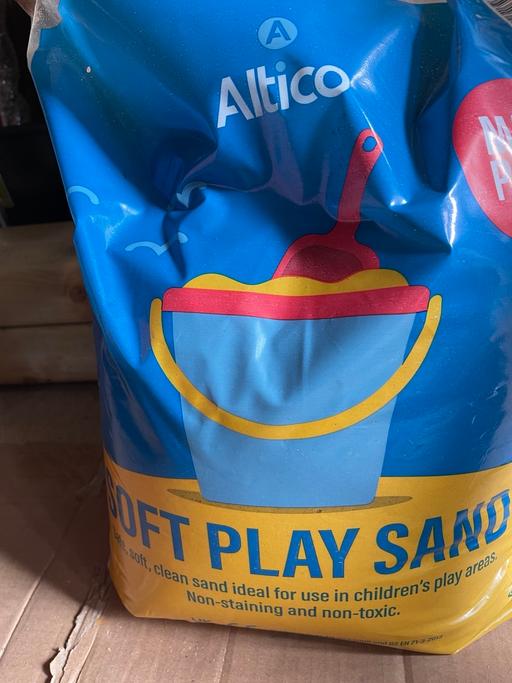 A
Altico
SOFT PLAY SAND
soft, clean sand ideal for use in children's play areas.
Non-staining and non-toxic.